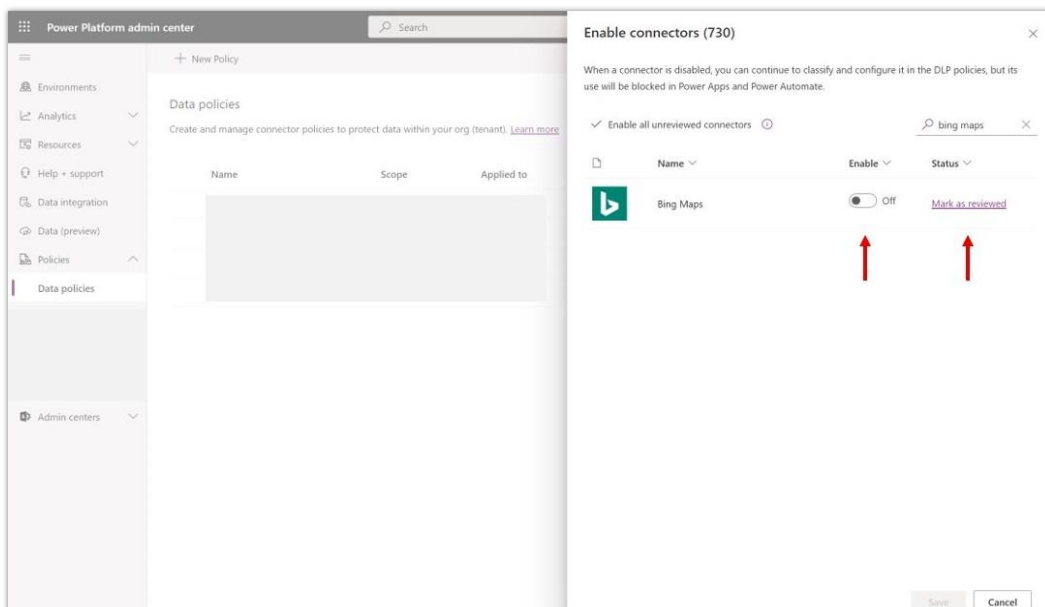 Power Platform admin center
Search
New Policy
Environments
Analytics
Resources
Help + support
Data integration
Data (preview)
Policies
Data policies
Admin centers
Data policies
Create and manage connector policies to protect data within your org (tenant). Learn more
Name Scope Applied to
Enable connectors (730)
When a connector is disabled, you can continue to classify and configure it in the DLP policies, but its
use will be blocked in Power Apps and Power Automate.
Enable all unreviewed connectors
bing maps
Name Enable Status
Bing Maps Off Mark as reviewed
Save Cancel